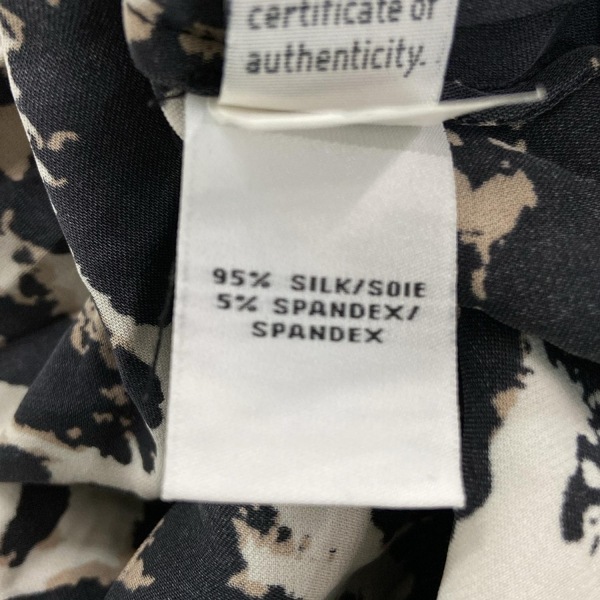 certificate of
authenticity.
95% SILK/SOIE
5% SPANDEX/
SPANDEX